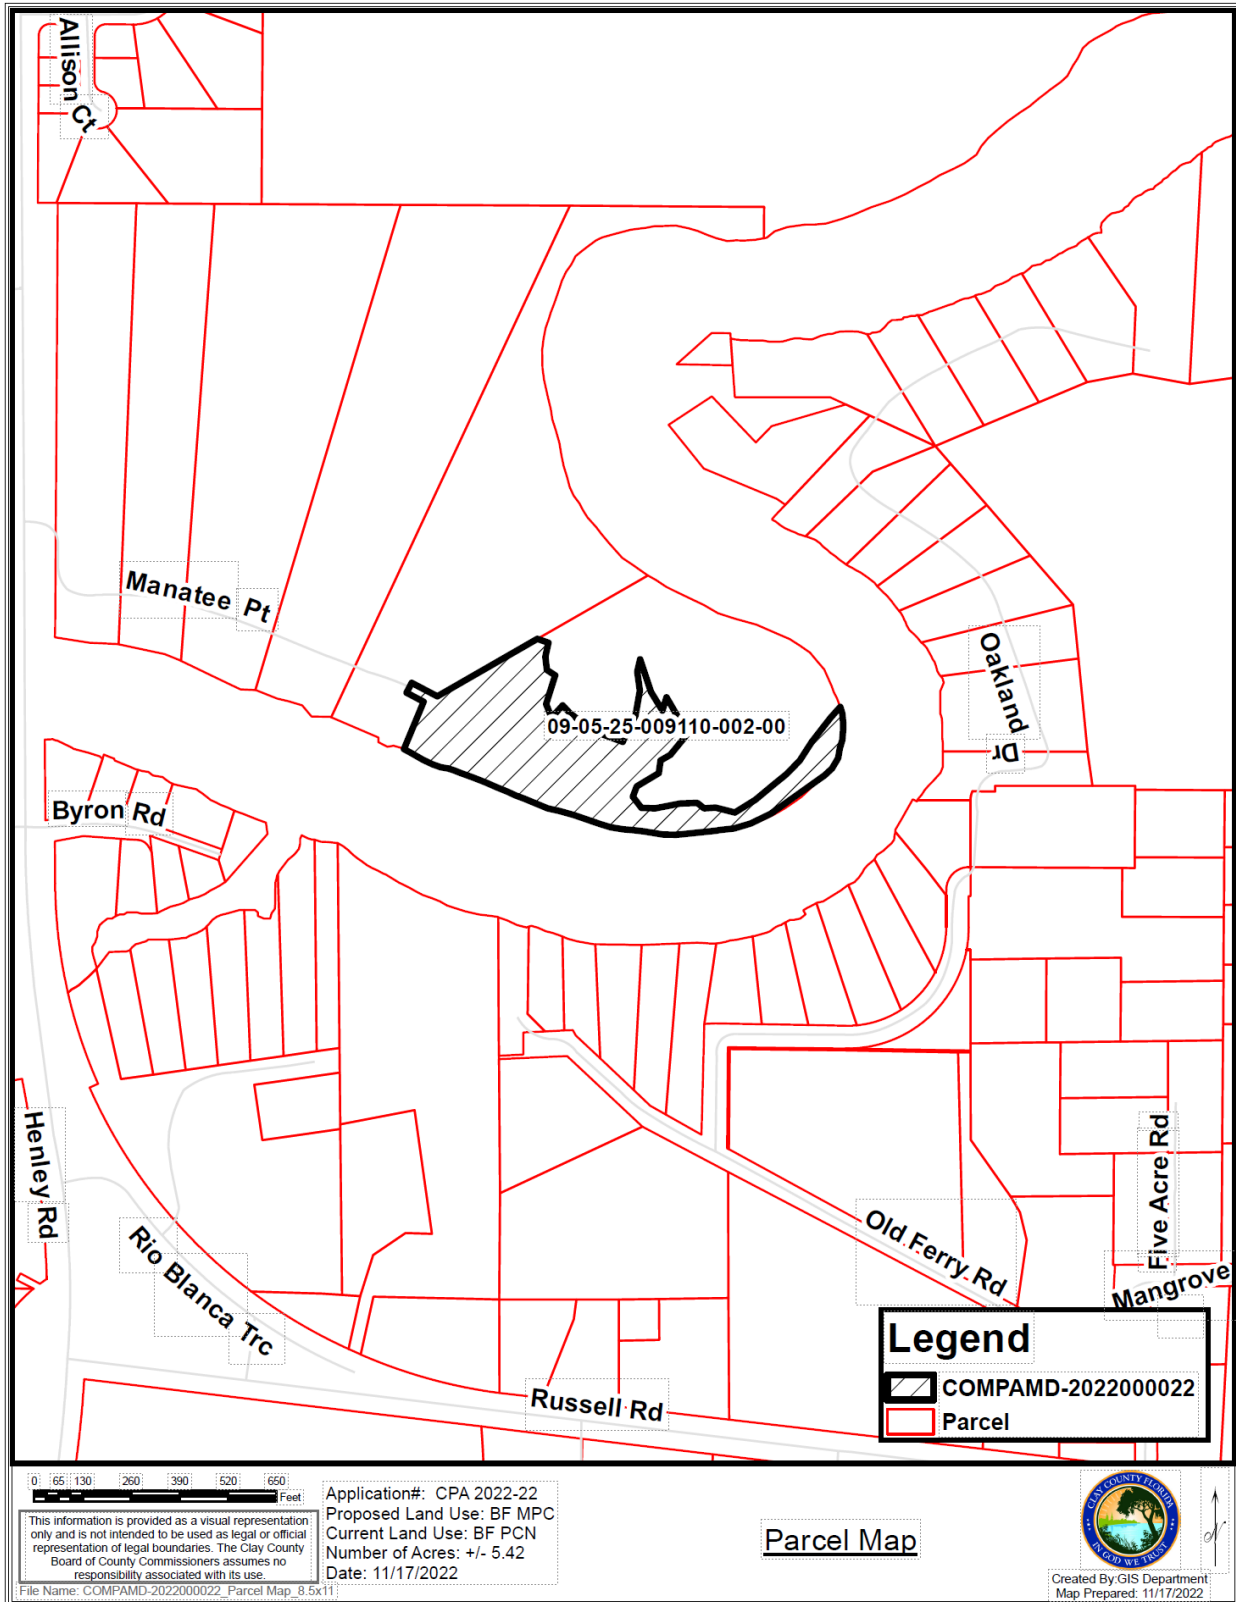 Allison Ct
Manatee Pt
09-05-25-009110-002-00
Oakland Dr
Byron Rd
Henley Rd
Rio Blanca Trc
Old Ferry Rd
Five Acre Rd
Mangrove
Russell Rd
Legend
COMPAMD-2022000022
Parcel
0 65 130 260 390 520 650
Feet
This information is provided as a visual representation
only and is not intended to be used as legal or official
representation of legal boundaries. The Clay County
Board of County Commissioners assumes no
responsibility associated with its use.
File Name: COMPAMD-2022000022_Parcel Map_8.5x11
Application#: CPA 2022-22
Proposed Land Use: BF MPC
Current Land Use: BF PCN
Number of Acres: +/- 5.42
Date: 11/17/2022
Parcel Map
CLAY COUNTY FLORIDA
IN GOD WE TRUST
N
Created By:GIS Department
Map Prepared: 11/17/2022